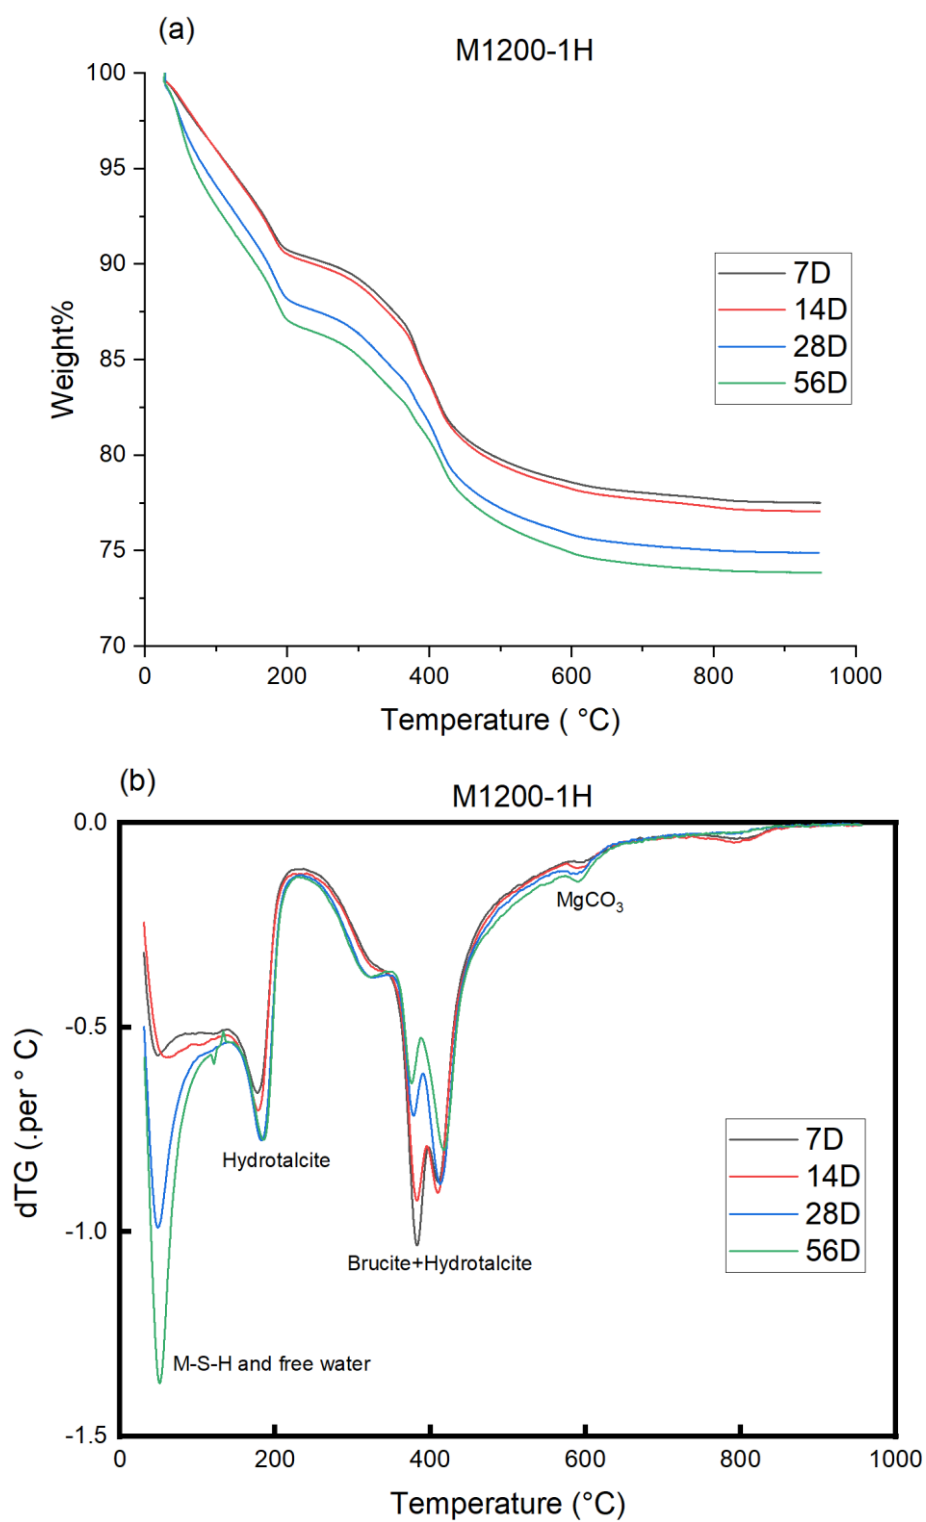 (a)
M1200-1H
100
95
90
85
80
75
70
Weight%
7D
14D
28D
56D
0
200
400
600
800
1000
Temperature ( °C)
(b)
M1200-1H
0.0
-0.5
-1.0
-1.5
dTG (.per ° C)
MgCO₃
Hydrotalcite
Brucite+Hydrotalcite
M-S-H and free water
7D
14D
28D
56D
0
200
400
600
800
1000
Temperature (°C)